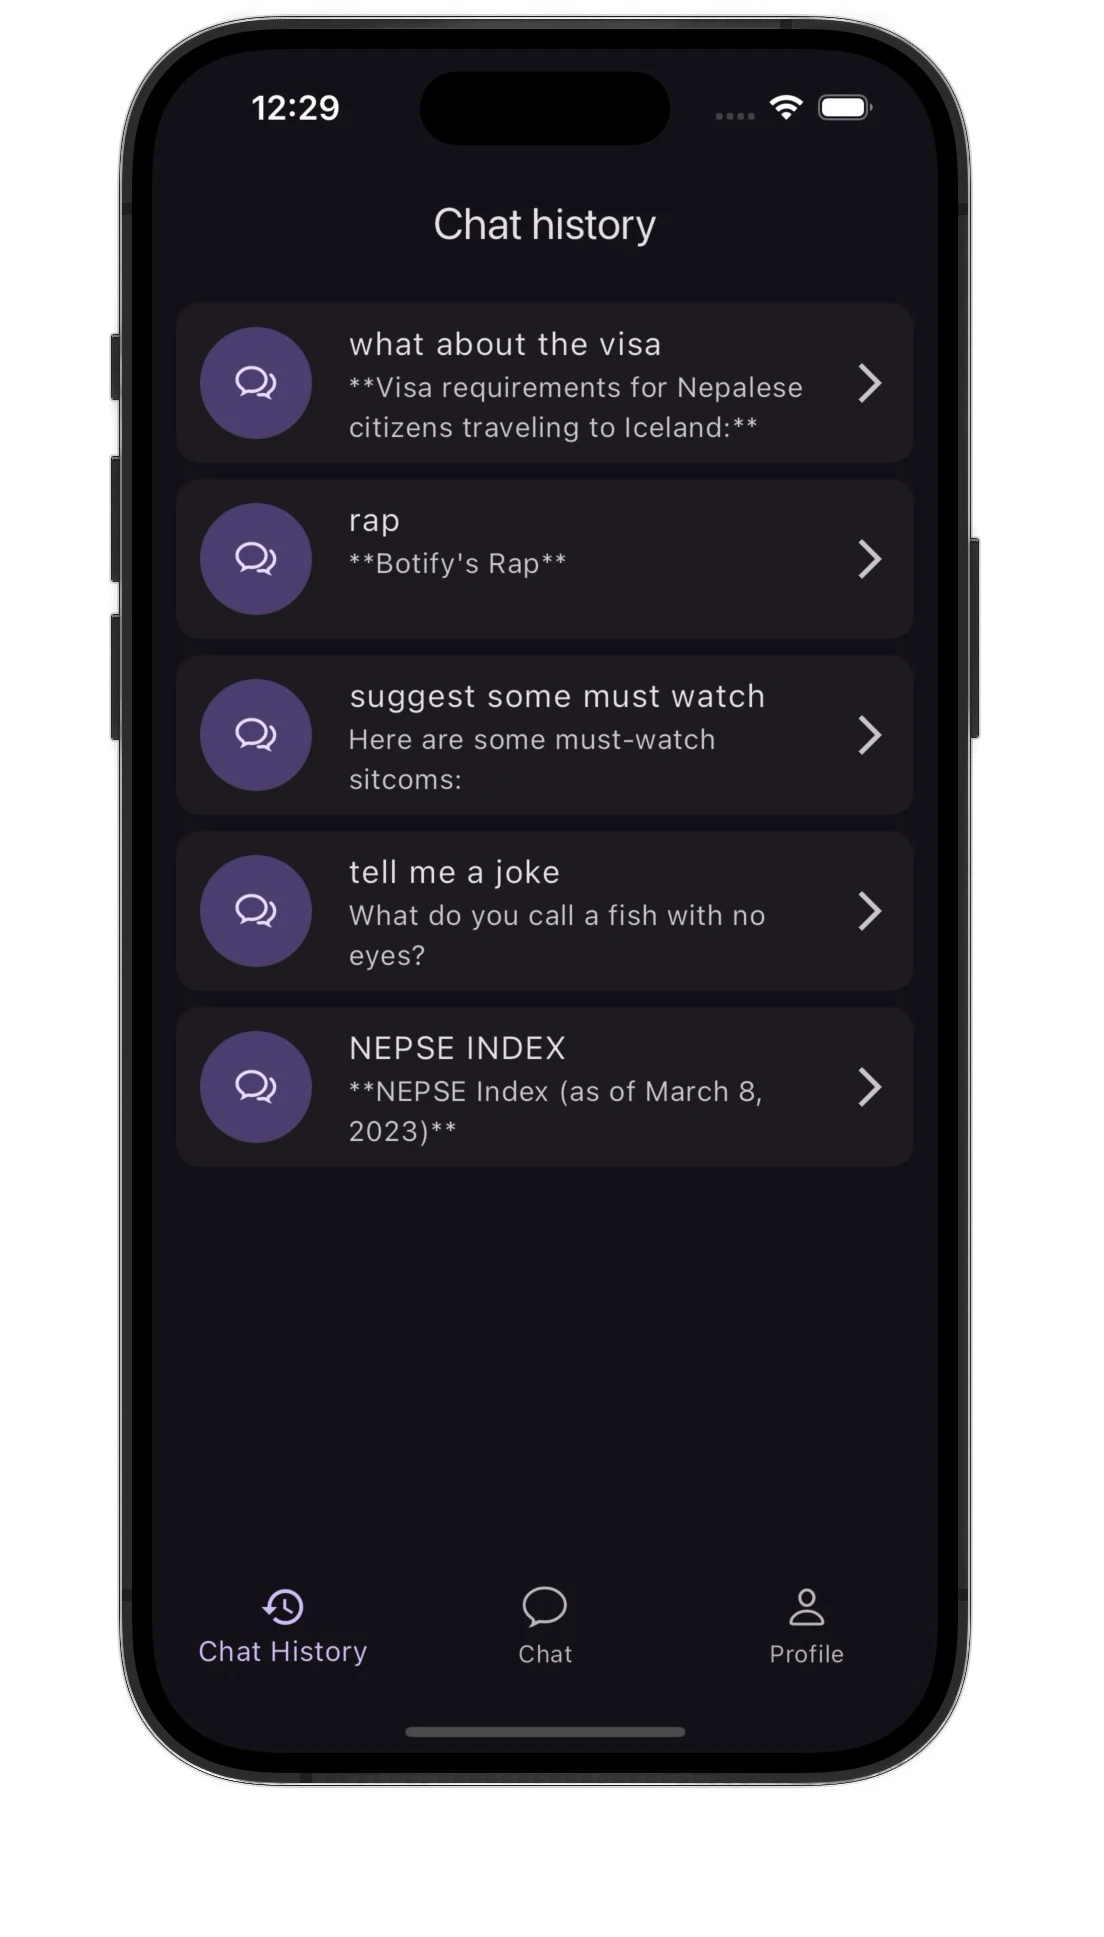 12:29
Chat history
what about the visa
**Visa requirements for Nepalese
citizens traveling to Iceland:**
rap
**Botify's Rap**
suggest some must watch
Here are some must-watch
sitcoms:
tell me a joke
What do you call a fish with no
eyes?
NEPSE INDEX
**NEPSE Index (as of March 8,
2023)**
Chat History
Chat
Profile